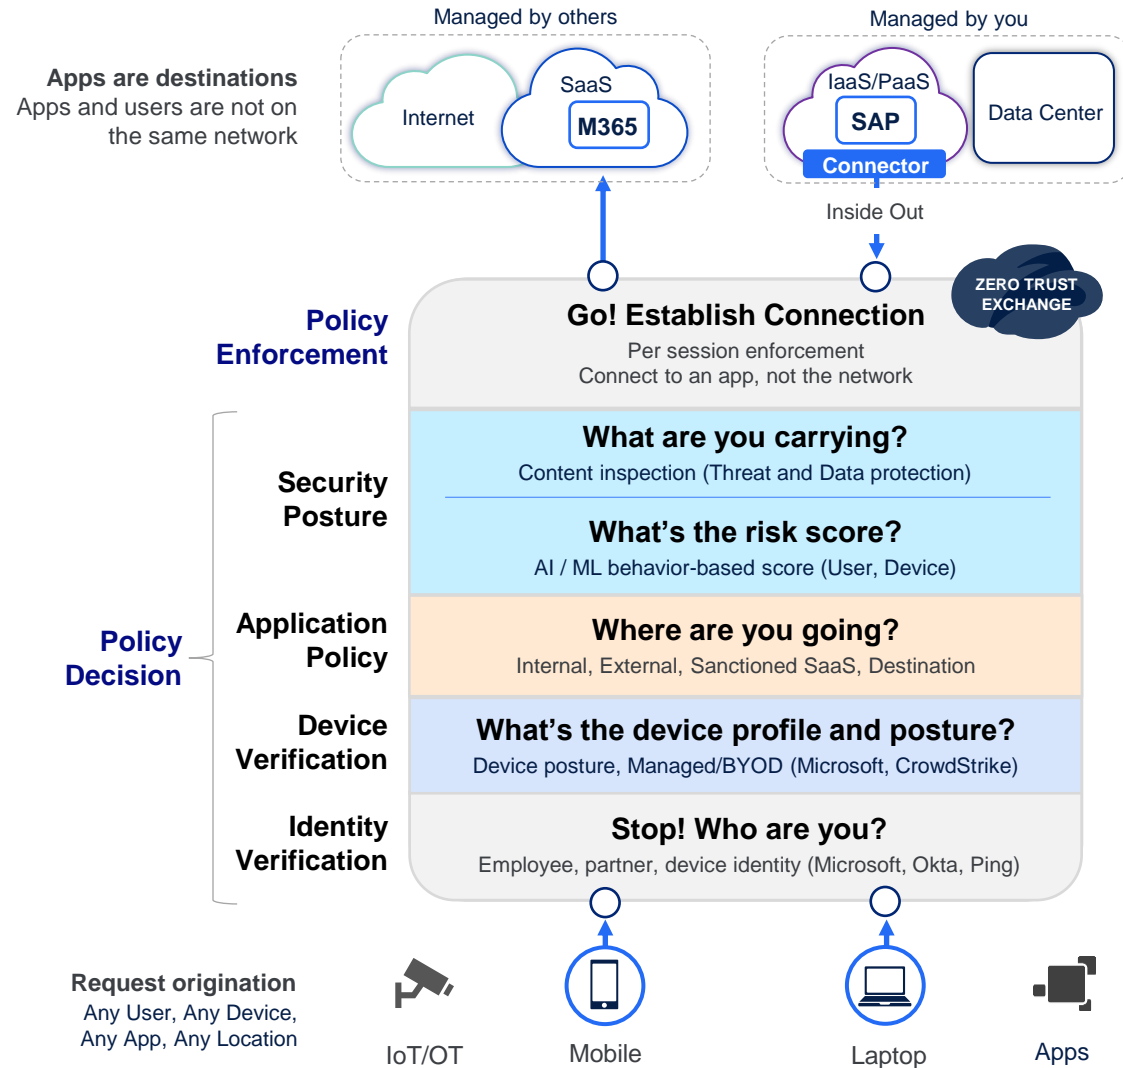 Managed by others
Managed by you
Apps are destinations
Apps and users are not on
the same network
Internet
SaaS
M365
IaaS/PaaS
SAP
Connector
Data Center
Inside Out
ZERO TRUST
EXCHANGE
Policy
Enforcement
Go! Establish Connection
Per session enforcement
Connect to an app, not the network
Policy
Decision
Security
Posture
What are you carrying?
Content inspection (Threat and Data protection)
What's the risk score?
AI / ML behavior-based score (User, Device)
Application
Policy
Where are you going?
Internal, External, Sanctioned SaaS, Destination
Device
Verification
What's the device profile and posture?
Device posture, Managed/BYOD (Microsoft, CrowdStrike)
Identity
Verification
Stop! Who are you?
Employee, partner, device identity (Microsoft, Okta, Ping)
Request origination
Any User, Any Device,
Any App, Any Location
IoT/OT
Mobile
Laptop
Apps